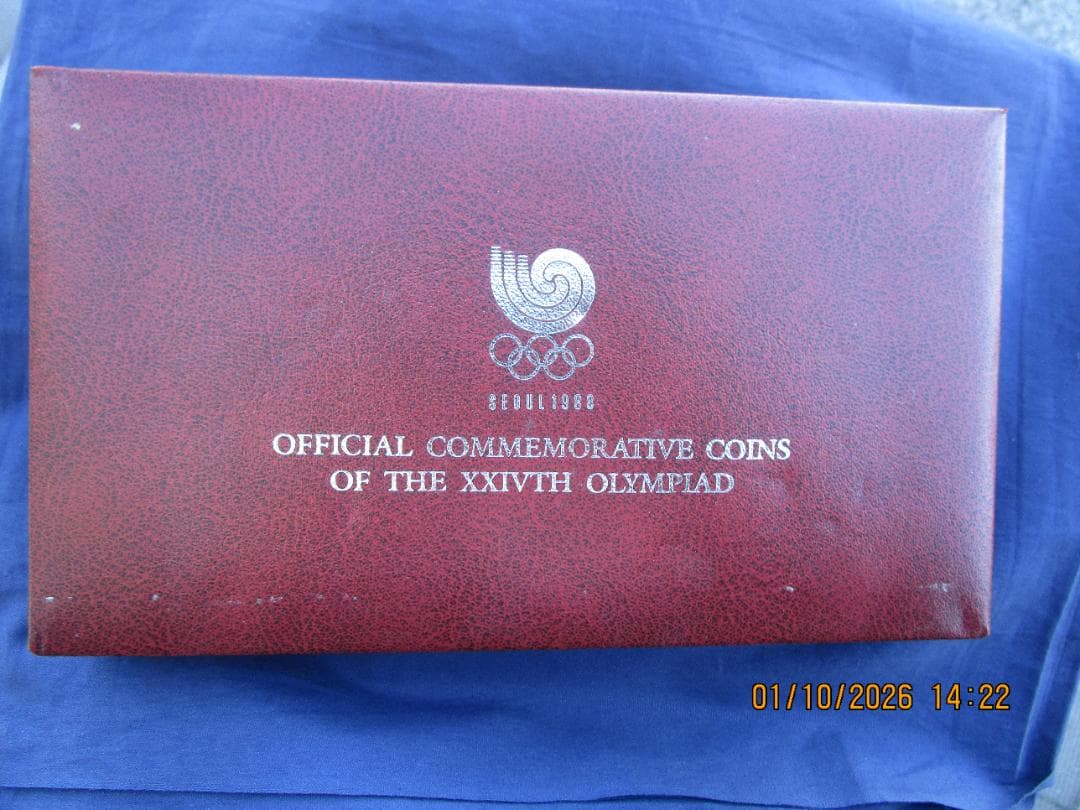 SEOUL 1988
OFFICIAL COMMEMORATIVE COINS
OF THE XXIVTH OLYMPIAD
01/10/2026 14:22